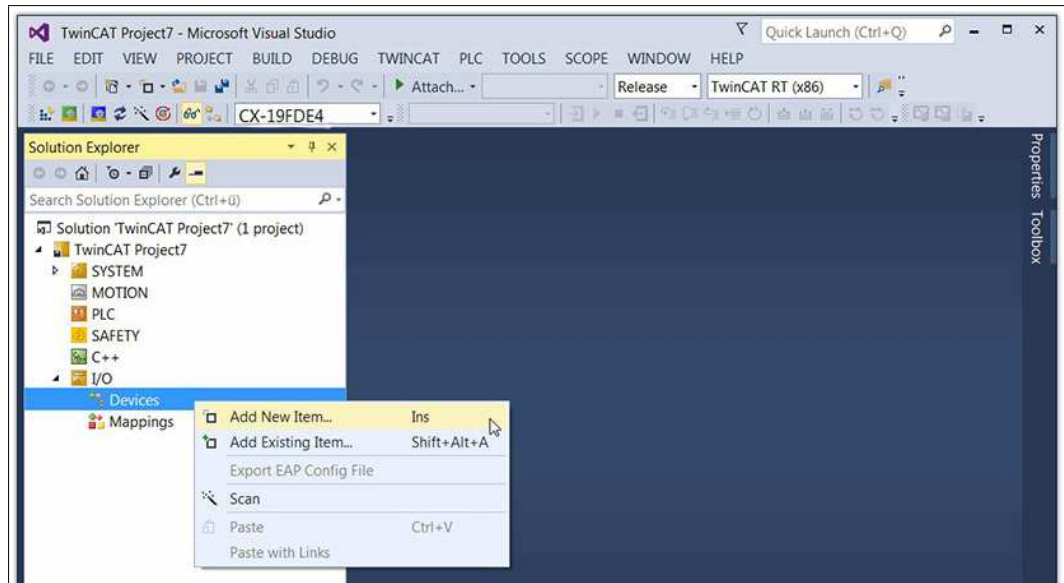 TwinCAT Project7 - Microsoft Visual Studio
Quick Launch (Ctrl+Q)
FILE EDIT VIEW PROJECT BUILD DEBUG TWINCAT PLC TOOLS SCOPE WINDOW HELP
Attach... Release TwinCAT RT (x86)
CX-19FDE4
Solution Explorer
Search Solution Explorer (Ctrl+ü)
Solution 'TwinCAT Project7' (1 project)
TwinCAT Project7
SYSTEM
MOTION
PLC
SAFETY
C++
I/O
Devices
Mappings
Add New Item... Ins
Add Existing Item... Shift+Alt+A
Export EAP Config File
Scan
Paste Ctrl+V
Paste with Links
Properties
Toolbox